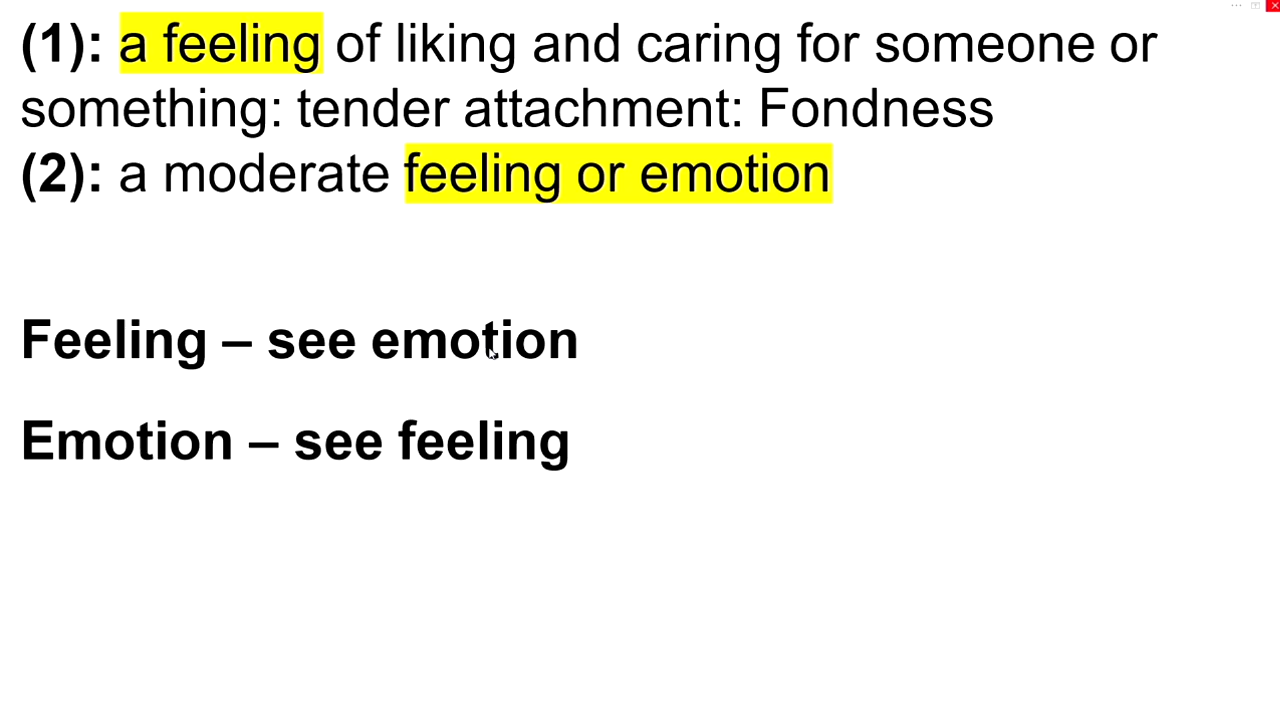 (1): a feeling of liking and caring for someone or
something: tender attachment: Fondness
(2): a moderate feeling or emotion
Feeling – see emotion
Emotion – see feeling